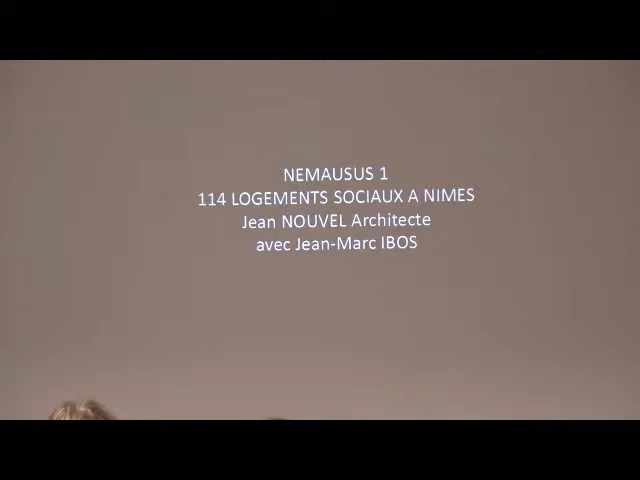 NEMAUSUS 1
114 LOGEMENTS SOCIAUX A NIMES
Jean NOUVEL Architecte
avec Jean-Marc IBOS